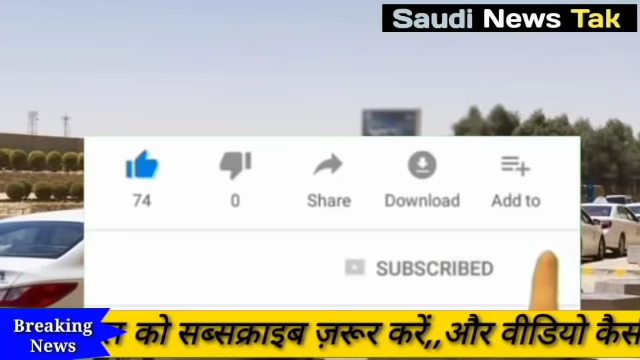 Saudi News Tak
74
0
Share
Download
Add to
SUBSCRIBED
Breaking
News
को सब्सक्राइब ज़रूर करें,,और वीडियो